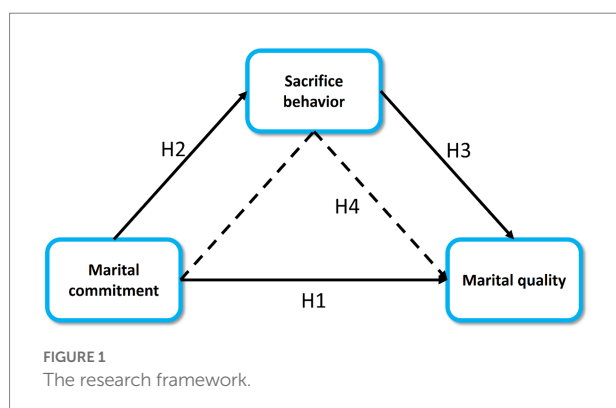 Sacrifice
behavior
H2
H3
H4
Marital
commitment
Marital quality
H1
FIGURE 1
The research framework.